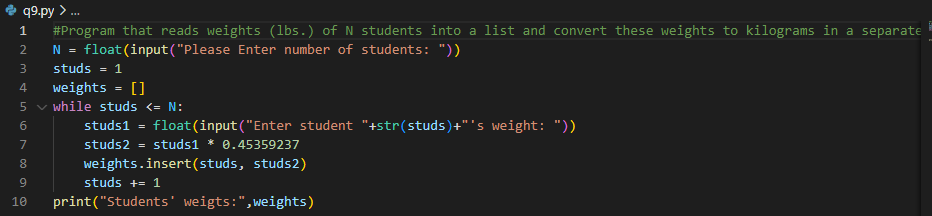 q9.py > ...
1 #Program that reads weights (lbs.) of N students into a list and convert these weights to kilograms in a separate
2 N = float(input("Please Enter number of students: "))
3 studs = 1
4 weights = []
5 while studs <= N:
6     studs1 = float(input("Enter student "+str(studs)+"'s weight: "))
7     studs2 = studs1 * 0.45359237
8     weights.insert(studs, studs2)
9     studs += 1
10 print("Students' weigts:",weights)